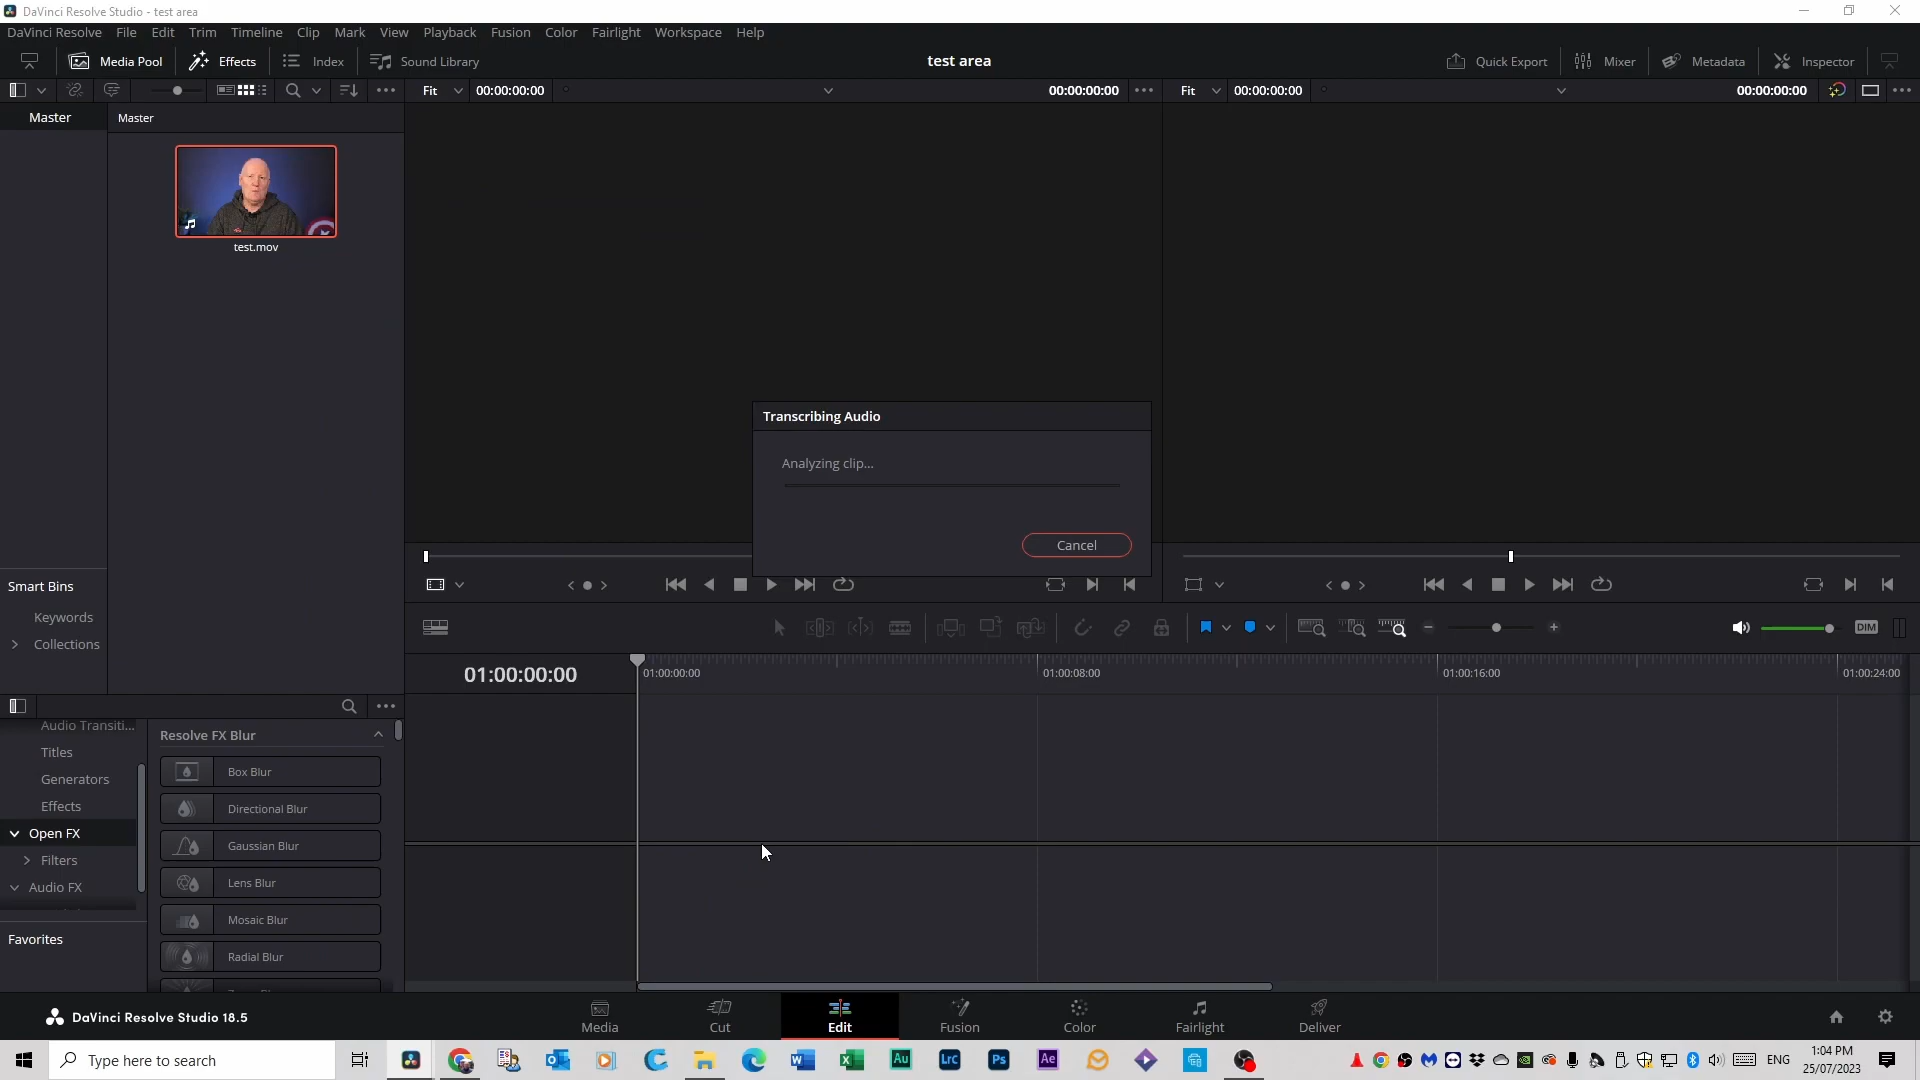 DaVinci Resolve Studio - test area
DaVinci Resolve File Edit Trim Timeline Clip Mark View Playback Fusion Color Fairlight Workspace Help
Media Pool Effects Index Sound Library test area Quick Export Mixer Metadata Inspector
Fit 00:00:00:00 00:00:00:00 Fit 00:00:00:00 00:00:00:00
Master Master
test.mov
Transcribing Audio
Analyzing clip...
Cancel
Smart Bins
Keywords
Collections
DIM
01:00:00:00 01:00:00:00 01:00:08:00 01:00:16:00 01:00:24:00
Audio Transiti...
Titles
Generators
Effects
Open FX
Filters
Audio FX
Favorites
Resolve FX Blur
Box Blur
Directional Blur
Gaussian Blur
Lens Blur
Mosaic Blur
Radial Blur
DaVinci Resolve Studio 18.5
Media Cut Edit Fusion Color Fairlight Deliver
Type here to search
Au Lrc Ps Ae
ENG
1:04 PM
25/07/2023